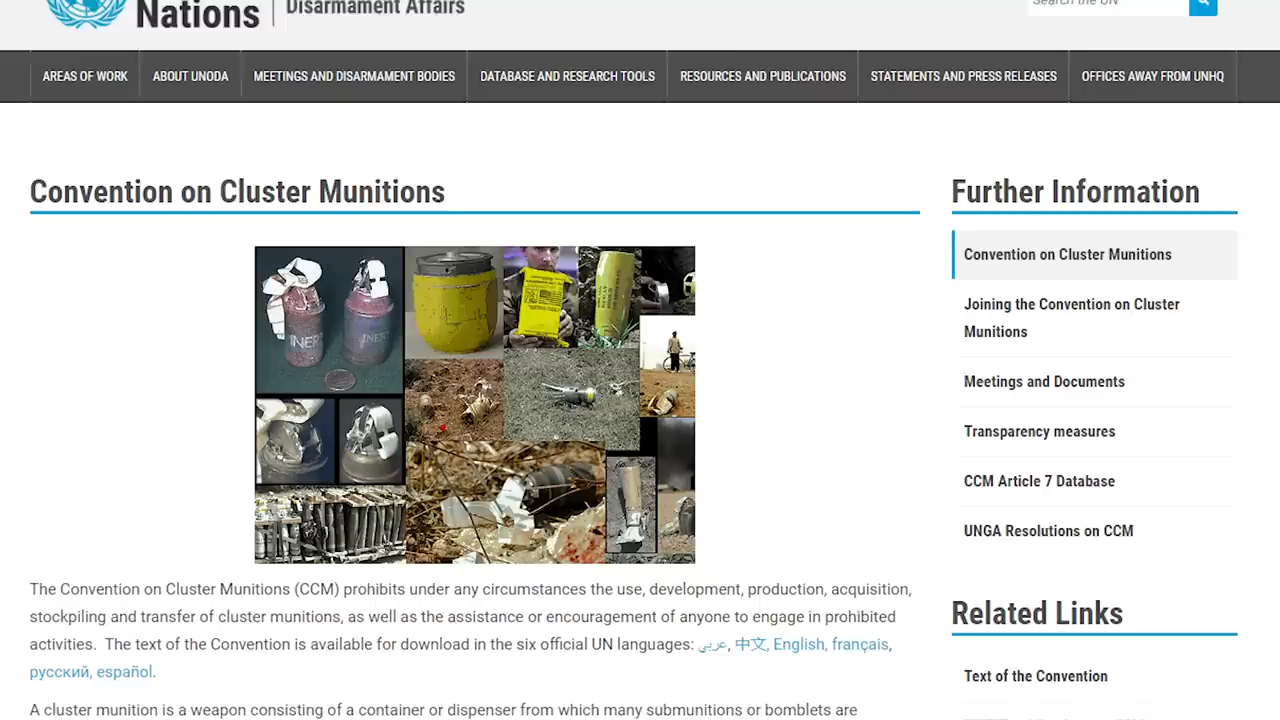 Nations
Disarmament Affairs
Search the UN
AREAS OF WORK
ABOUT UNODA
MEETINGS AND DISARMAMENT BODIES
DATABASE AND RESEARCH TOOLS
RESOURCES AND PUBLICATIONS
STATEMENTS AND PRESS RELEASES
OFFICES AWAY FROM UNHQ
Convention on Cluster Munitions
INERT
INERT
The Convention on Cluster Munitions (CCM) prohibits under any circumstances the use, development, production, acquisition,
stockpiling and transfer of cluster munitions, as well as the assistance or encouragement of anyone to engage in prohibited
activities. The text of the Convention is available for download in the six official UN languages: عربي, 中文, English, français,
русский, español.
A cluster munition is a weapon consisting of a container or dispenser from which many submunitions or bomblets are
Further Information
Convention on Cluster Munitions
Joining the Convention on Cluster
Munitions
Meetings and Documents
Transparency measures
CCM Article 7 Database
UNGA Resolutions on CCM
Related Links
Text of the Convention